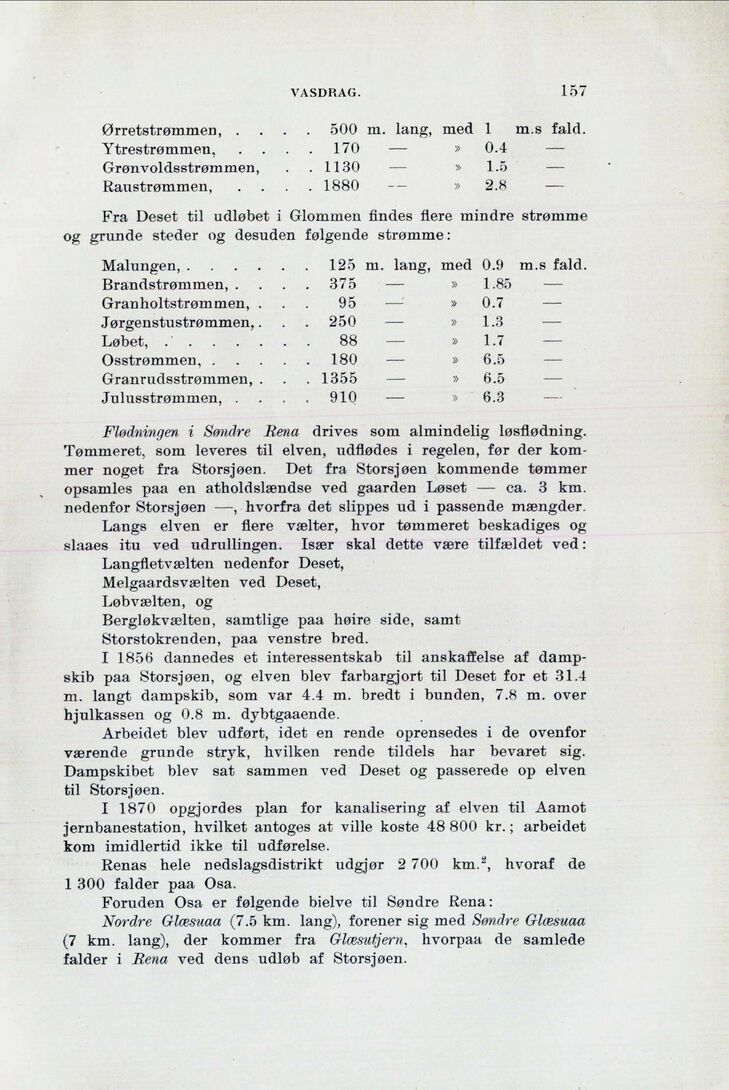 VASDRAG. 157
Ørretstrømmen, . . . . 500 m. lang, med 1 m.s fald.
Ytrestrømmen, . . . . 170 — » 0.4 —
Grønvoldsstrømmen, . . 1130 — » 1.5 —
Raustrømmen, . . . . 1880 — » 2.8 —
Fra Deset til udløbet i Glommen findes flere mindre strømme
og grunde steder og desuden følgende strømme:
Malungen, . . . . . . 125 m. lang, med 0.9 m.s fald.
Brandstrømmen, . . . . 375 — » 1.85 —
Granholtstrømmen, . . . 95 — » 0.7 —
Jørgenstustrømmen, . . . 250 — » 1.3 —
Løbet, . . . . . . . 88 — » 1.7 —
Osstrømmen, . . . . . 180 — » 6.5 —
Granrudsstrømmen, . . . 1355 — » 6.5 —
Julusstrømmen, . . . . 910 — » 6.3 —
Flødningen i Søndre Rena drives som almindelig løsflødning.
Tømmeret, som leveres til elven, udflødes i regelen, før der kom-
mer noget fra Storsjøen. Det fra Storsjøen kommende tømmer
opsamles paa en atholdslændse ved gaarden Løset — ca. 3 km.
nedenfor Storsjøen —, hvorfra det slippes ud i passende mængder.
Langs elven er flere vælter, hvor tømmeret beskadiges og
slaaes itu ved udrullingen. Især skal dette være tilfældet ved:
Langfletvælten nedenfor Deset,
Melgaardsvælten ved Deset,
Løbvælten, og
Bergløkvælten, samtlige paa høire side, samt
Storstokrenden, paa venstre bred.
I 1856 dannedes et interessentskab til anskaffelse af damp-
skib paa Storsjøen, og elven blev farbargjort til Deset for et 31.4
m. langt dampskib, som var 4.4 m. bredt i bunden, 7.8 m. over
hjulkassen og 0.8 m. dybtgaaende.
Arbeidet blev udført, idet en rende oprensedes i de ovenfor
værende grunde stryk, hvilken rende tildels har bevaret sig.
Dampskibet blev sat sammen ved Deset og passerede op elven
til Storsjøen.
I 1870 opgjordes plan for kanalisering af elven til Aamot
jernbanestation, hvilket antoges at ville koste 48 800 kr.; arbeidet
kom imidlertid ikke til udførelse.
Renas hele nedslagsdistrikt udgjør 2 700 km.², hvoraf de
1 300 falder paa Osa.
Foruden Osa er følgende bielve til Søndre Rena:
Nordre Glæsuaa (7.5 km. lang), forener sig med Søndre Glæsuaa
(7 km. lang), der kommer fra Glæsutjern, hvorpaa de samlede
falder i Rena ved dens udløb af Storsjøen.